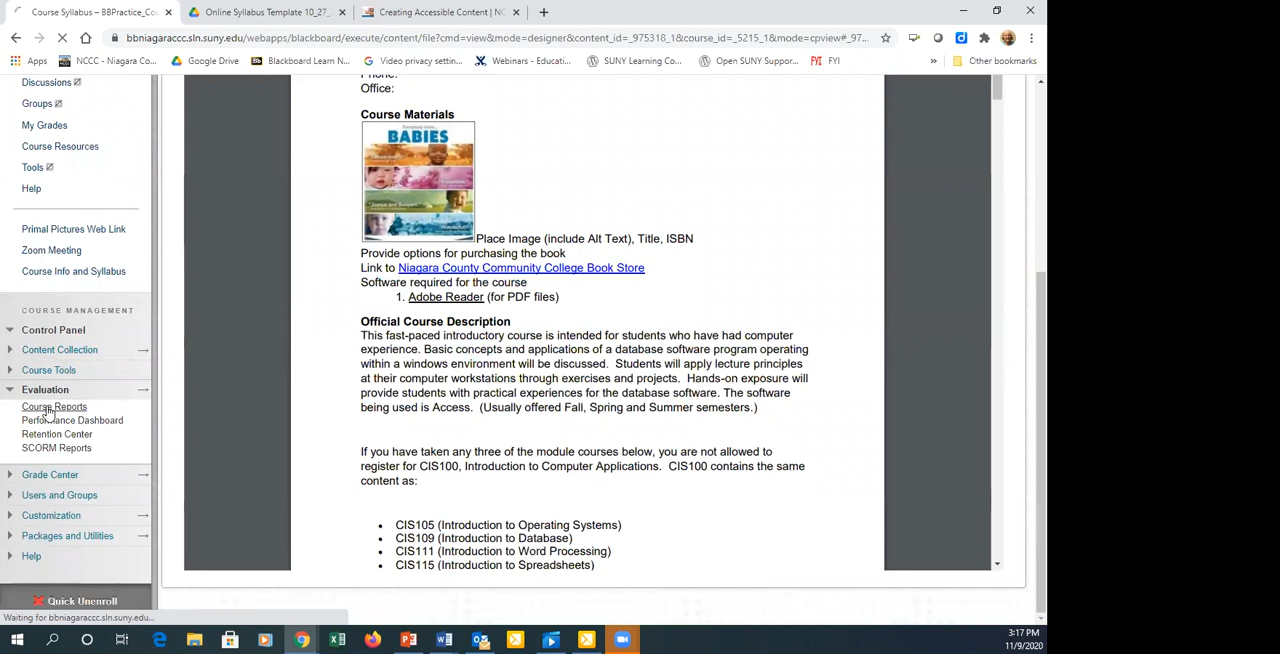 Course Syllabus – BBPractice_Cou
Online Syllabus Template 10_27_
Creating Accessible Content | NC
bbniagaraccc.sln.suny.edu/webapps/blackboard/execute/content/file?cmd=view&mode=designer&content_id=_975318_1&course_id=_5215_1&mode=cpview#_97...
Apps
NCCC - Niagara Co...
Google Drive
Blackboard Learn N...
Video privacy settin...
Webinars - Educati...
SUNY Learning Co...
Open SUNY Suppor...
FYI
FYI
»
Other bookmarks
Discussions
Groups
My Grades
Course Resources
Tools
Help
Primal Pictures Web Link
Zoom Meeting
Course Info and Syllabus
COURSE MANAGEMENT
Control Panel
Content Collection
Course Tools
Evaluation
Course Reports
Performance Dashboard
Retention Center
SCORM Reports
Grade Center
Users and Groups
Customization
Packages and Utilities
Help
Quick Unenroll
Waiting for bbniagaraccc.sln.suny.edu...
Phone:
Office:
Course Materials
BABIES
Place Image (include Alt Text), Title, ISBN
Provide options for purchasing the book
Link to Niagara County Community College Book Store
Software required for the course
1. Adobe Reader (for PDF files)
Official Course Description
This fast-paced introductory course is intended for students who have had computer
experience. Basic concepts and applications of a database software program operating
within a windows environment will be discussed. Students will apply lecture principles
at their computer workstations through exercises and projects. Hands-on exposure will
provide students with practical experiences for the database software. The software
being used is Access. (Usually offered Fall, Spring and Summer semesters.)
If you have taken any three of the module courses below, you are not allowed to
register for CIS100, Introduction to Computer Applications. CIS100 contains the same
content as:
• CIS105 (Introduction to Operating Systems)
• CIS109 (Introduction to Database)
• CIS111 (Introduction to Word Processing)
• CIS115 (Introduction to Spreadsheets)
3:17 PM
11/9/2020